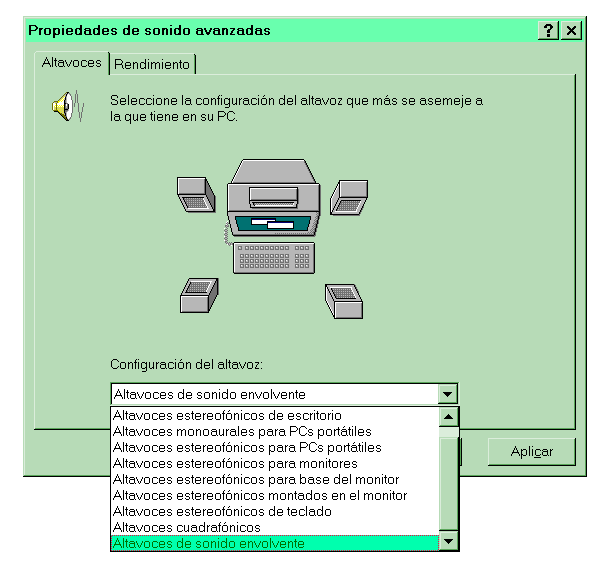 Propiedades de sonido avanzadas
Altavoces
Rendimiento
Seleccione la configuración del altavoz que más se asemeje a
la que tiene en su PC.
Configuración del altavoz:
Altavoces de sonido envolvente
Altavoces estereofónicos de escritorio
Altavoces monoaurales para PCs portátiles
Altavoces estereofónicos para PCs portátiles
Altavoces estereofónicos para monitores
Altavoces estereofónicos para base del monitor
Altavoces estereofónicos montados en el monitor
Altavoces estereofónicos de teclado
Altavoces cuadrafónicos
Altavoces de sonido envolvente
Aplicar